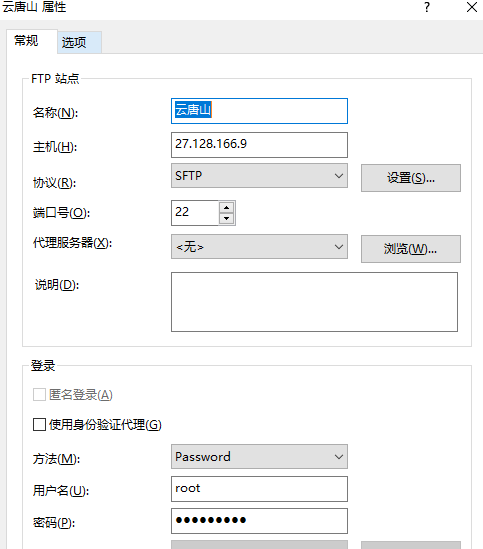 云唐山 属性
常规 选项
FTP 站点
名称(N): 云唐山
主机(H): 27.128.166.9
协议(R): SFTP 设置(S)...
端口号(O): 22
代理服务器(X): <无> 浏览(W)...
说明(D):
登录
匿名登录(A)
使用身份验证代理(G)
方法(M): Password
用户名(U): root
密码(P): ●●●●●●●●●